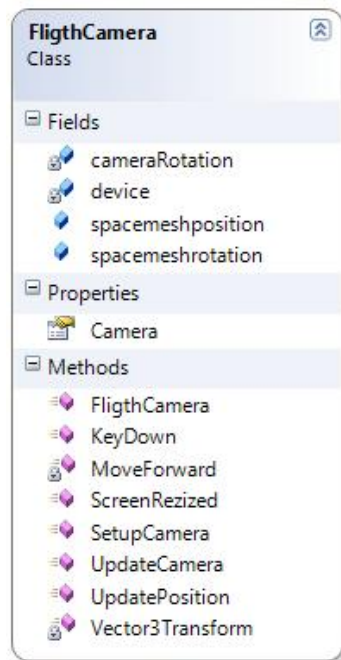 FligthCamera
Class
Fields
cameraRotation
device
spacemeshposition
spacemeshrotation
Properties
Camera
Methods
FligthCamera
KeyDown
MoveForward
ScreenRezized
SetupCamera
UpdateCamera
UpdatePosition
Vector3Transform